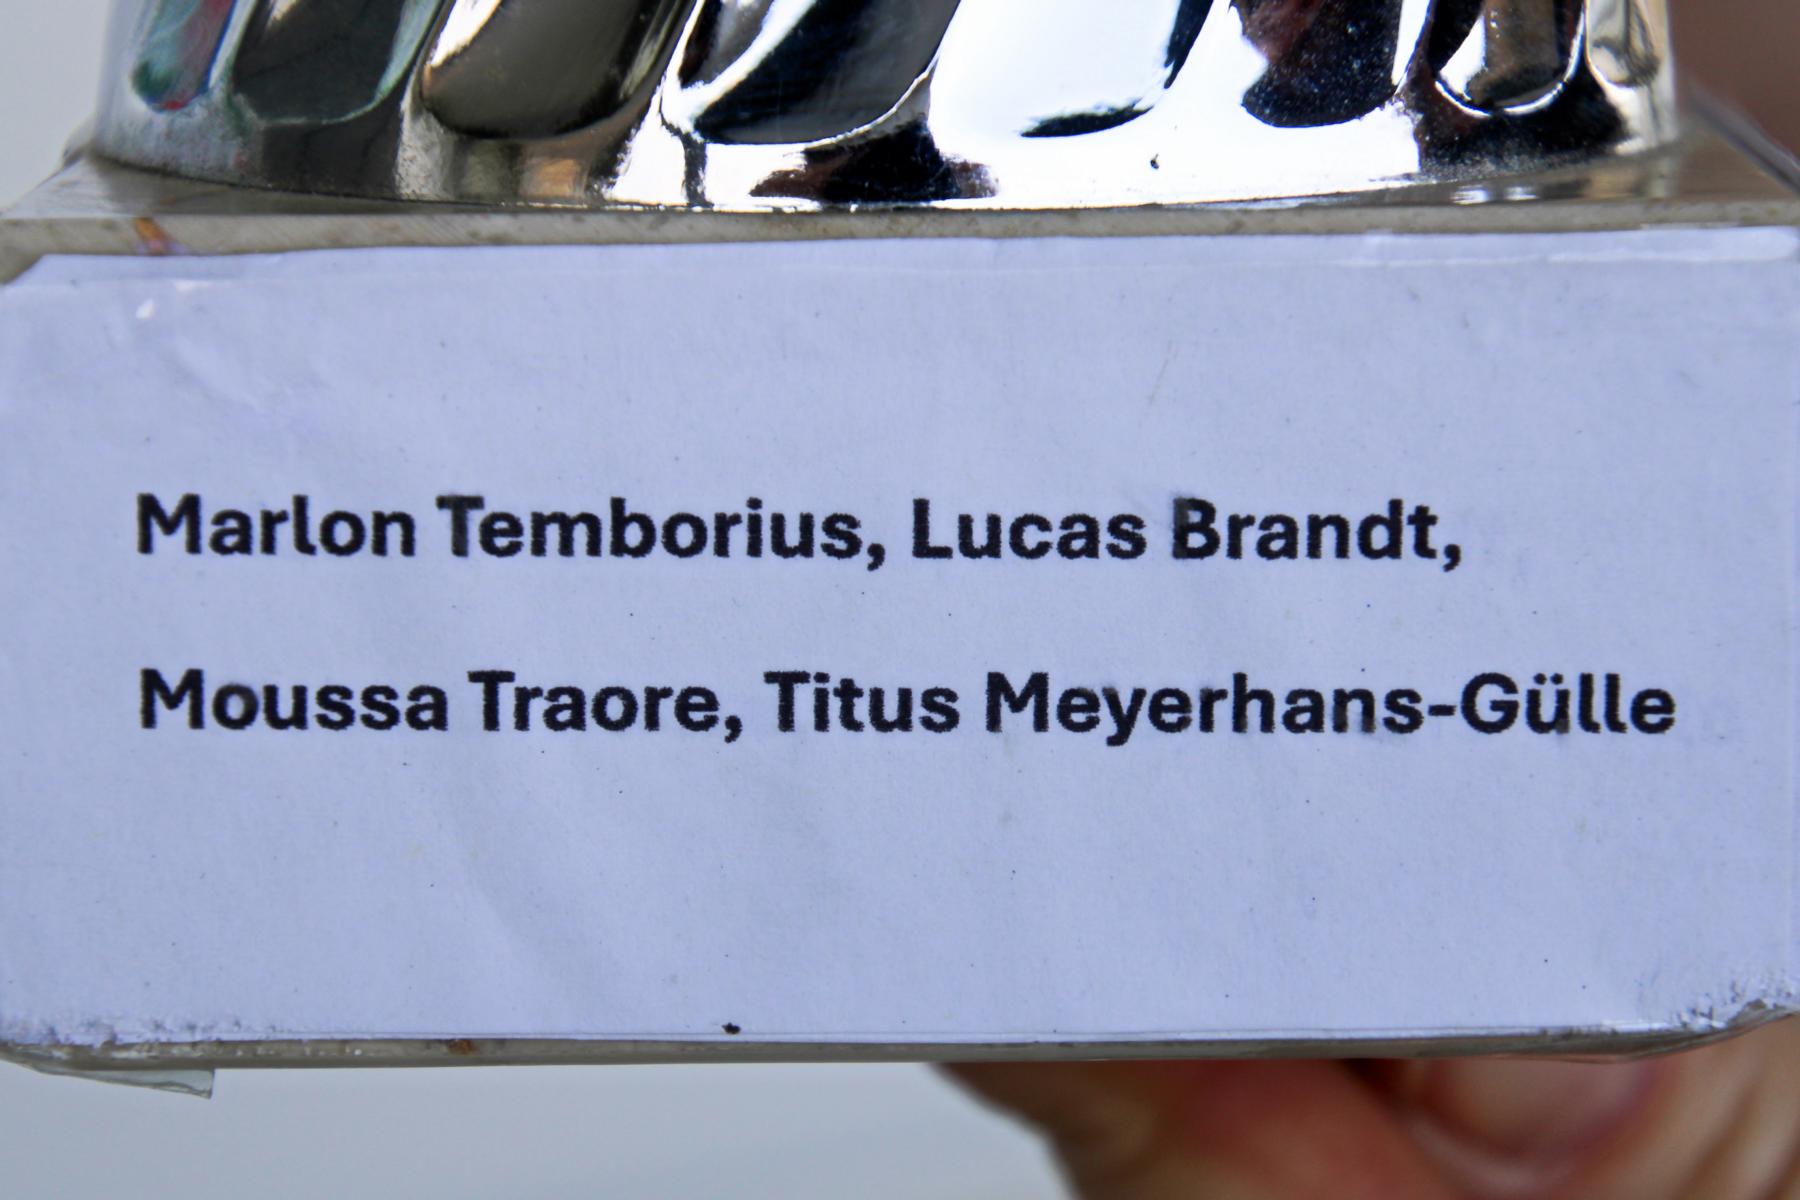 Marlon Temborius, Lucas Brandt,
Moussa Traore, Titus Meyerhans-Gülle